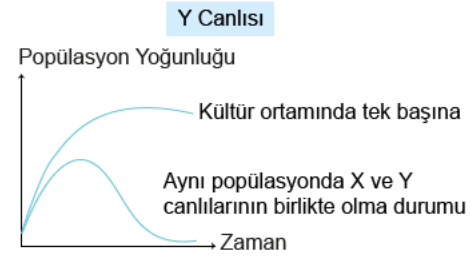 Y Canlısı
Popülasyon Yoğunluğu
Kültür ortamında tek başına
Aynı popülasyonda X ve Y
canlılarının birlikte olma durumu
Zaman